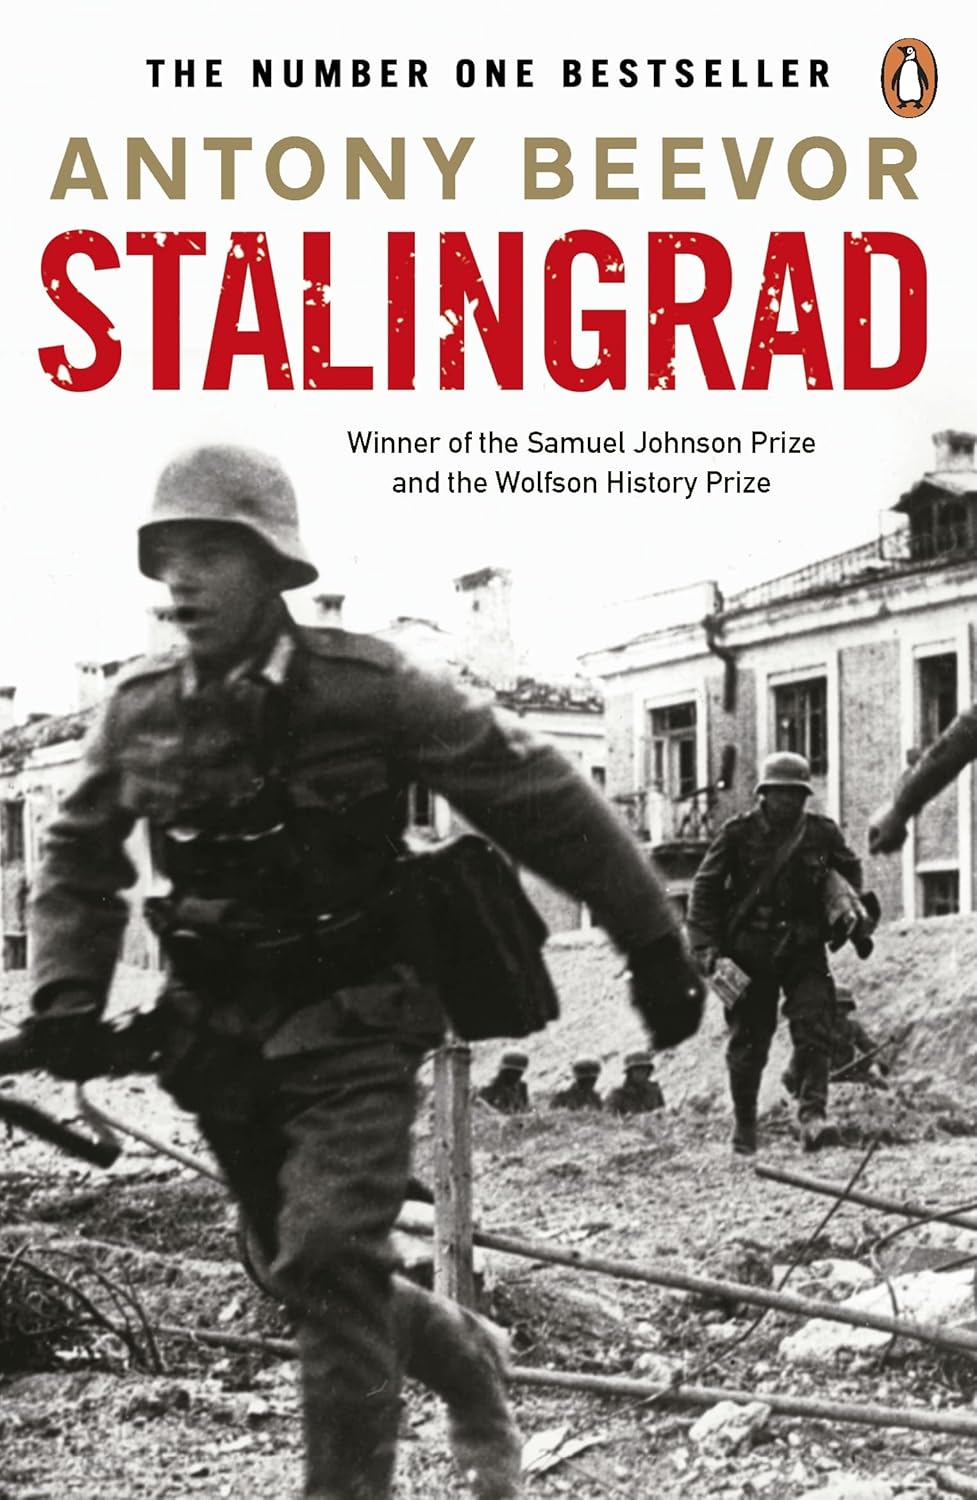 THE NUMBER ONE BESTSELLER
ANTONY BEEVOR
STALINGRAD
Winner of the Samuel Johnson Prize
and the Wolfson History Prize